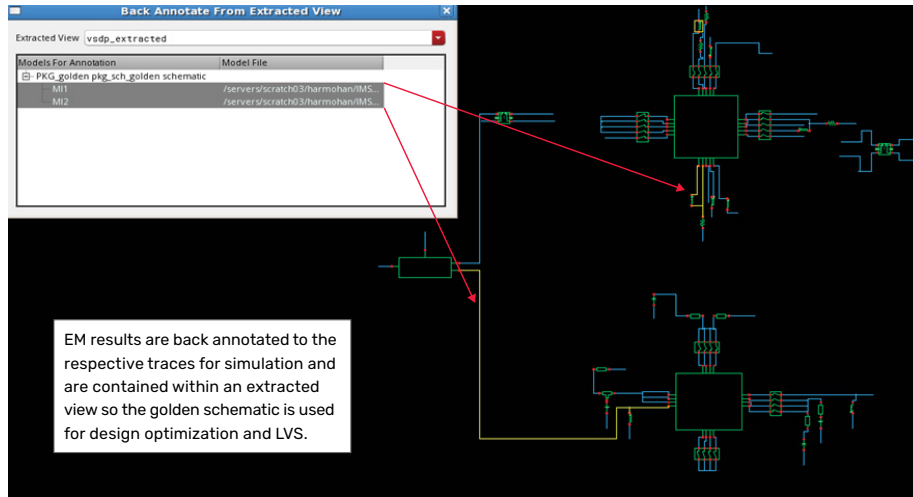 Back Annotate From Extracted View
Extracted View vsdp_extracted
Models For Annotation Model File
PKG_golden pkg_sch_golden schematic
MI1 /servers/scratch03/harmohan/IMS...
MI2 /servers/scratch03/harmohan/IMS...
EM results are back annotated to the
respective traces for simulation and
are contained within an extracted
view so the golden schematic is used
for design optimization and LVS.